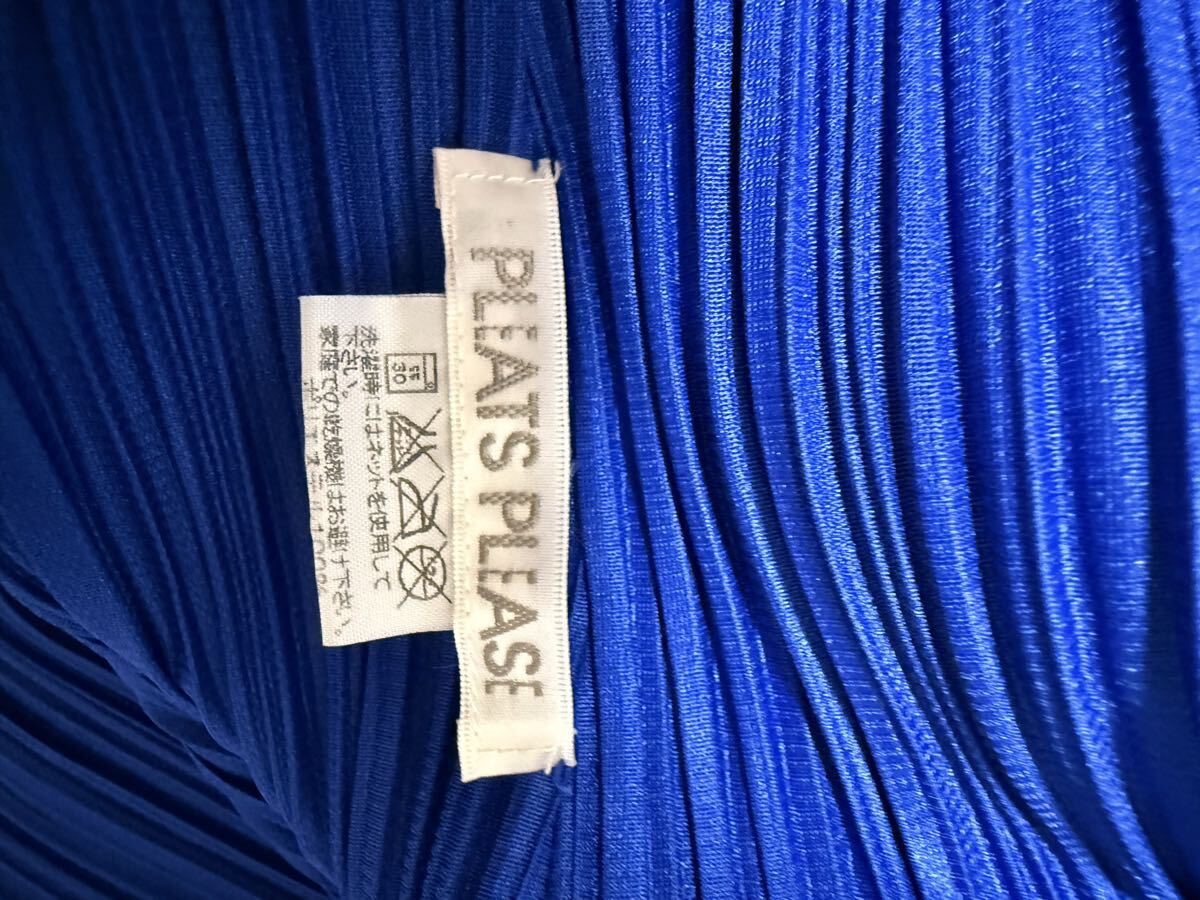 PLEATS PLEASE
弱
30
洗濯時にはネットを使用して
下さい。
家庭での乾燥機はお避け下さい。